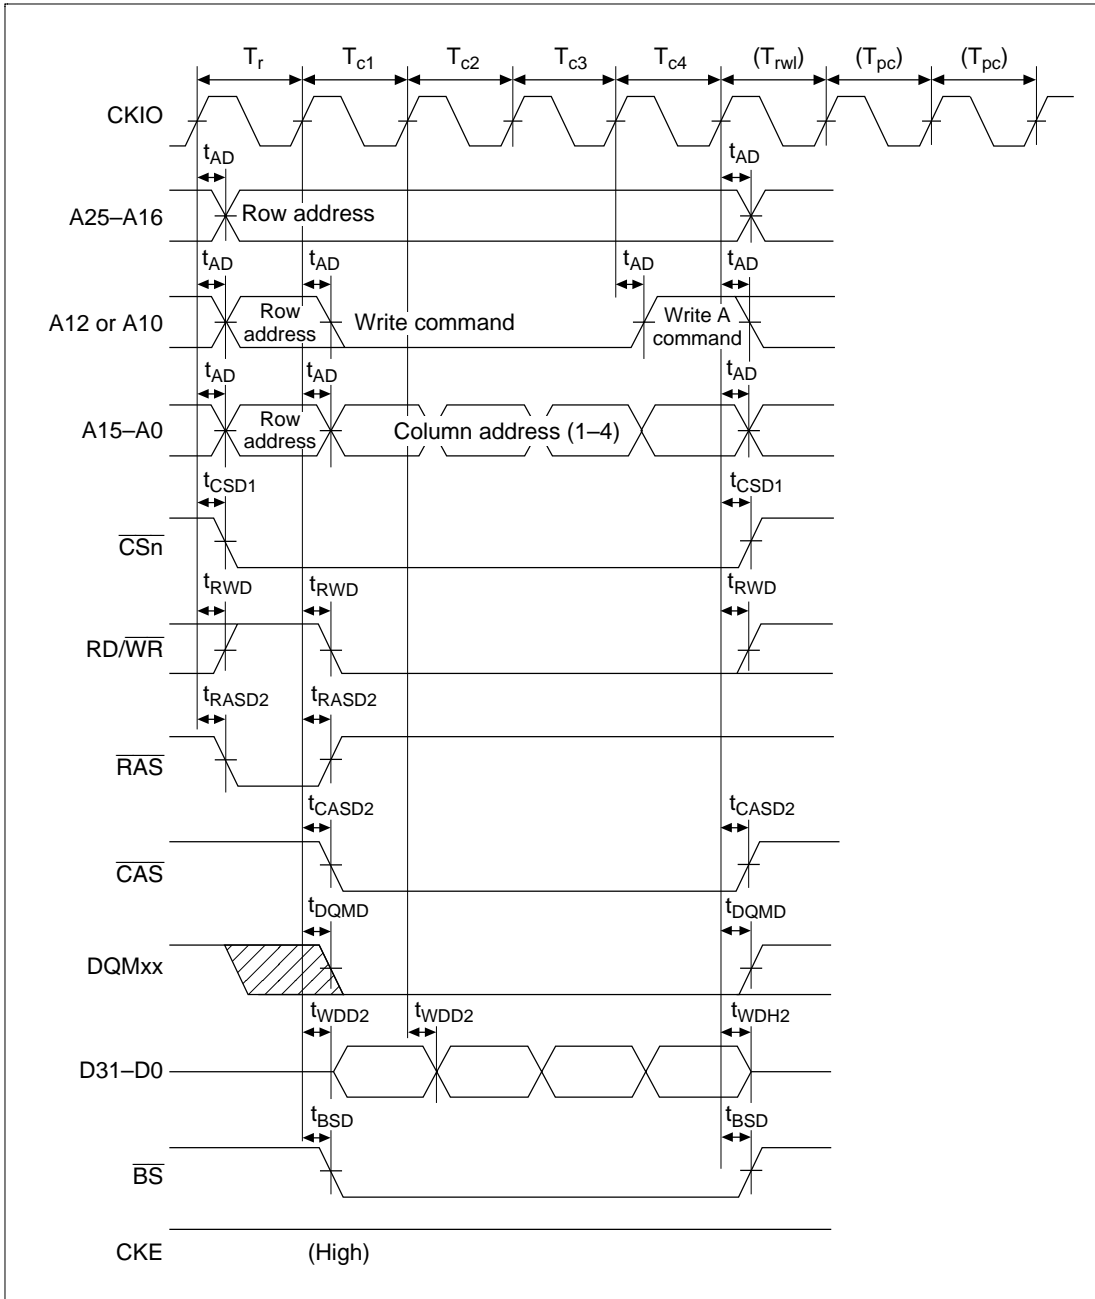 Tr Tc1 Tc2 Tc3 Tc4 (Trwl) (Tpc) (Tpc)
CKIO
tAD tAD
A25–A16 Row address
tAD tAD tAD tAD
A12 or A10 Row address Write command Write A command
tAD tAD tAD
A15–A0 Row address Column address (1–4)
tCSD1 tCSD1
CSn
tRWD tRWD tRWD
RD/WR
tRASD2 tRASD2
RAS
tCASD2 tCASD2
CAS
tDQMD tDQMD
DQMxx
tWDD2 tWDD2 tWDH2
D31–D0
tBSD tBSD
BS
CKE (High)